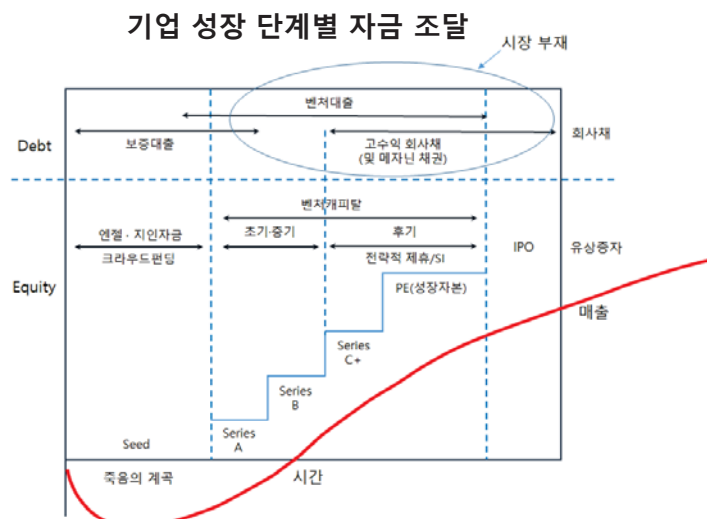 기업 성장 단계별 자금 조달
시장 부재
벤처대출
Debt
보증대출
고수익 회사채
(및 메자닌 채권)
회사채
벤처캐피탈
엔젤·지인자금
초기·중기
후기
크라우드펀딩
전략적 제휴/SI
IPO
유상증자
Equity
PE(성장자본)
매출
Series
C+
Series
B
Series
A
Seed
죽음의 계곡
시간